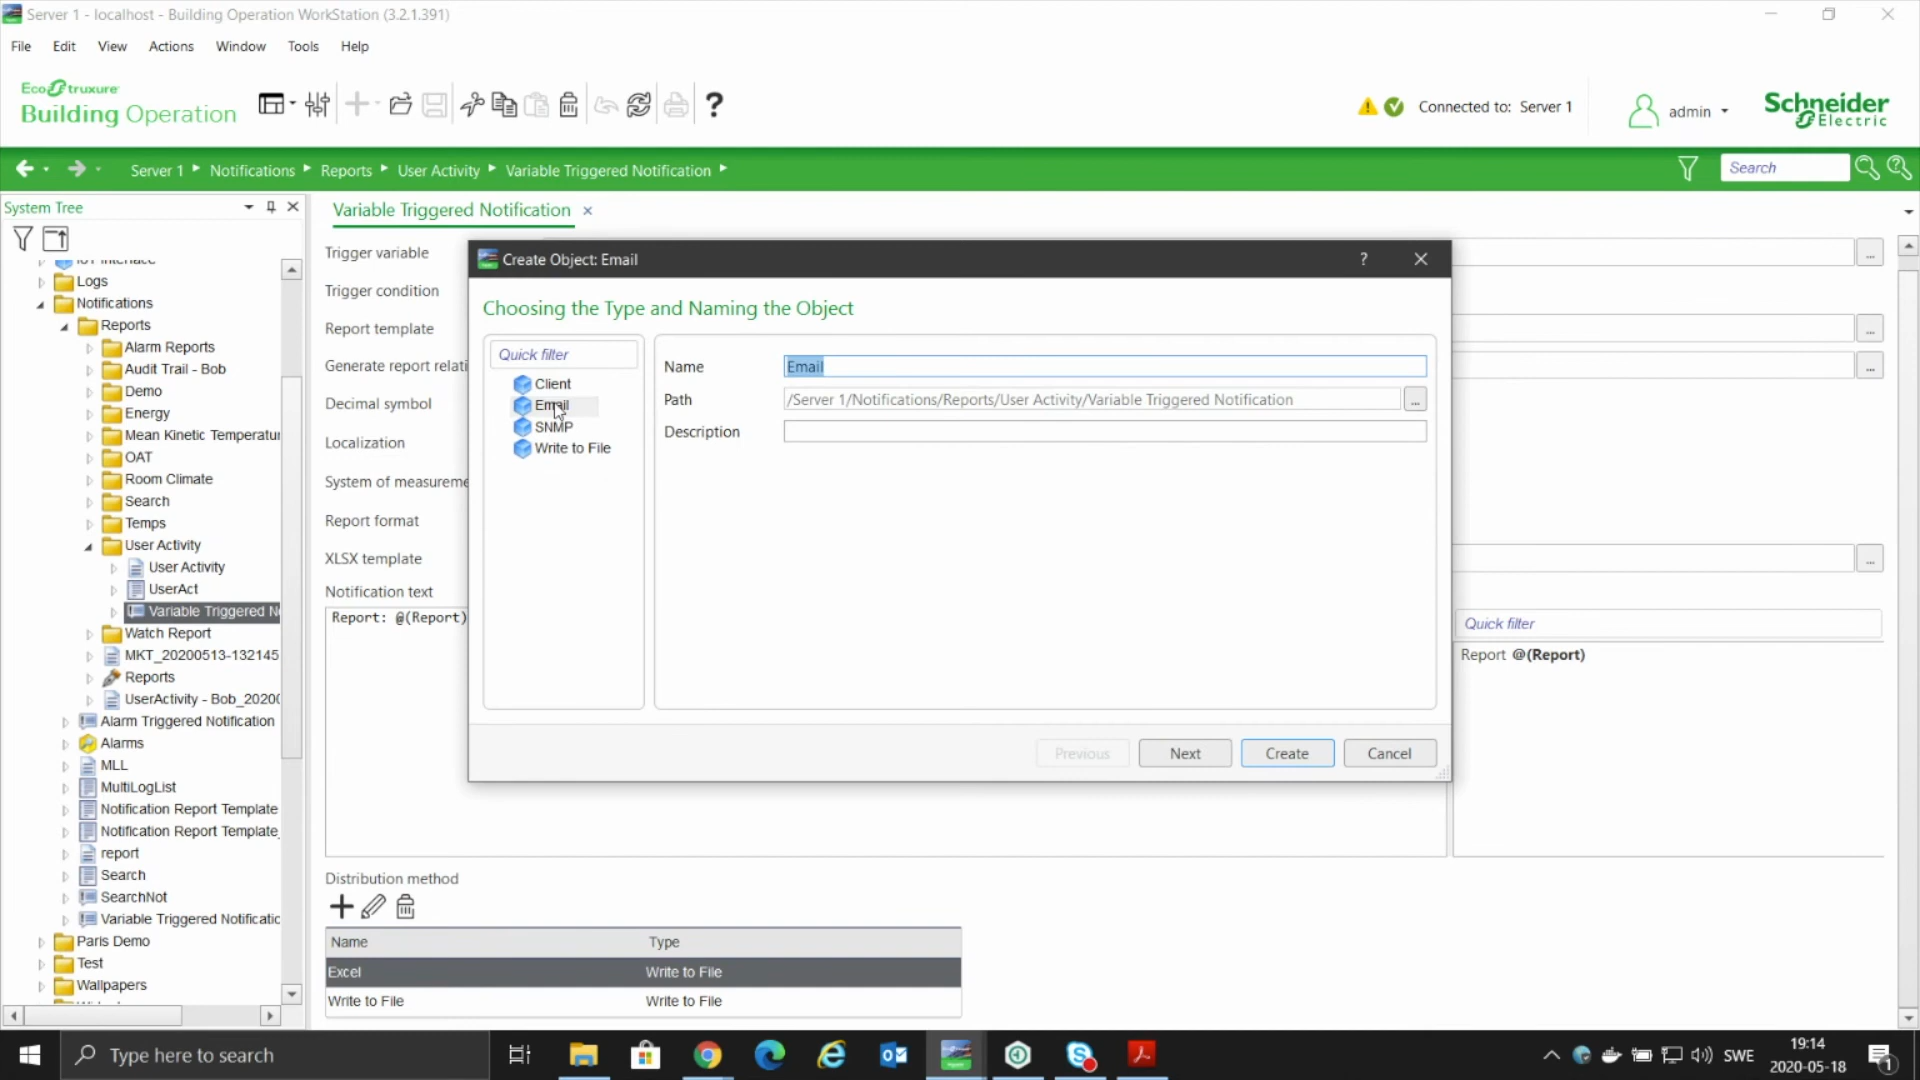 Server 1 - localhost - Building Operation WorkStation (3.2.1.391)
File Edit View Actions Window Tools Help
EcoStruxure
Building Operation
Connected to: Server 1
admin
Schneider
Electric
Server 1 Notifications Reports User Activity Variable Triggered Notification
Search
System Tree
Logs
Notifications
Reports
Alarm Reports
Audit Trail - Bob
Demo
Energy
Mean Kinetic Temperatur
OAT
Room Climate
Search
Temps
User Activity
User Activity
UserAct
Variable Triggered N
Watch Report
MKT_20200513-132145
Reports
UserActivity - Bob_2020
Alarm Triggered Notification
Alarms
MLL
MultiLogList
Notification Report Template
Notification Report Template_
report
Search
SearchNot
Variable Triggered Notificatio
Paris Demo
Test
Wallpapers
Variable Triggered Notification
Trigger variable
Trigger condition
Report template
Generate report relati
Decimal symbol
Localization
System of measureme
Report format
XLSX template
Notification text
Report: @(Report)
Create Object: Email
Choosing the Type and Naming the Object
Quick filter
Client
Email
SNMP
Write to File
Name Email
Path /Server 1/Notifications/Reports/User Activity/Variable Triggered Notification ...
Description
Previous Next Create Cancel
...
...
...
...
Quick filter
Report @(Report)
Distribution method
Name Type
Excel Write to File
Write to File Write to File
Type here to search
SWE
19:14
2020-05-18
1